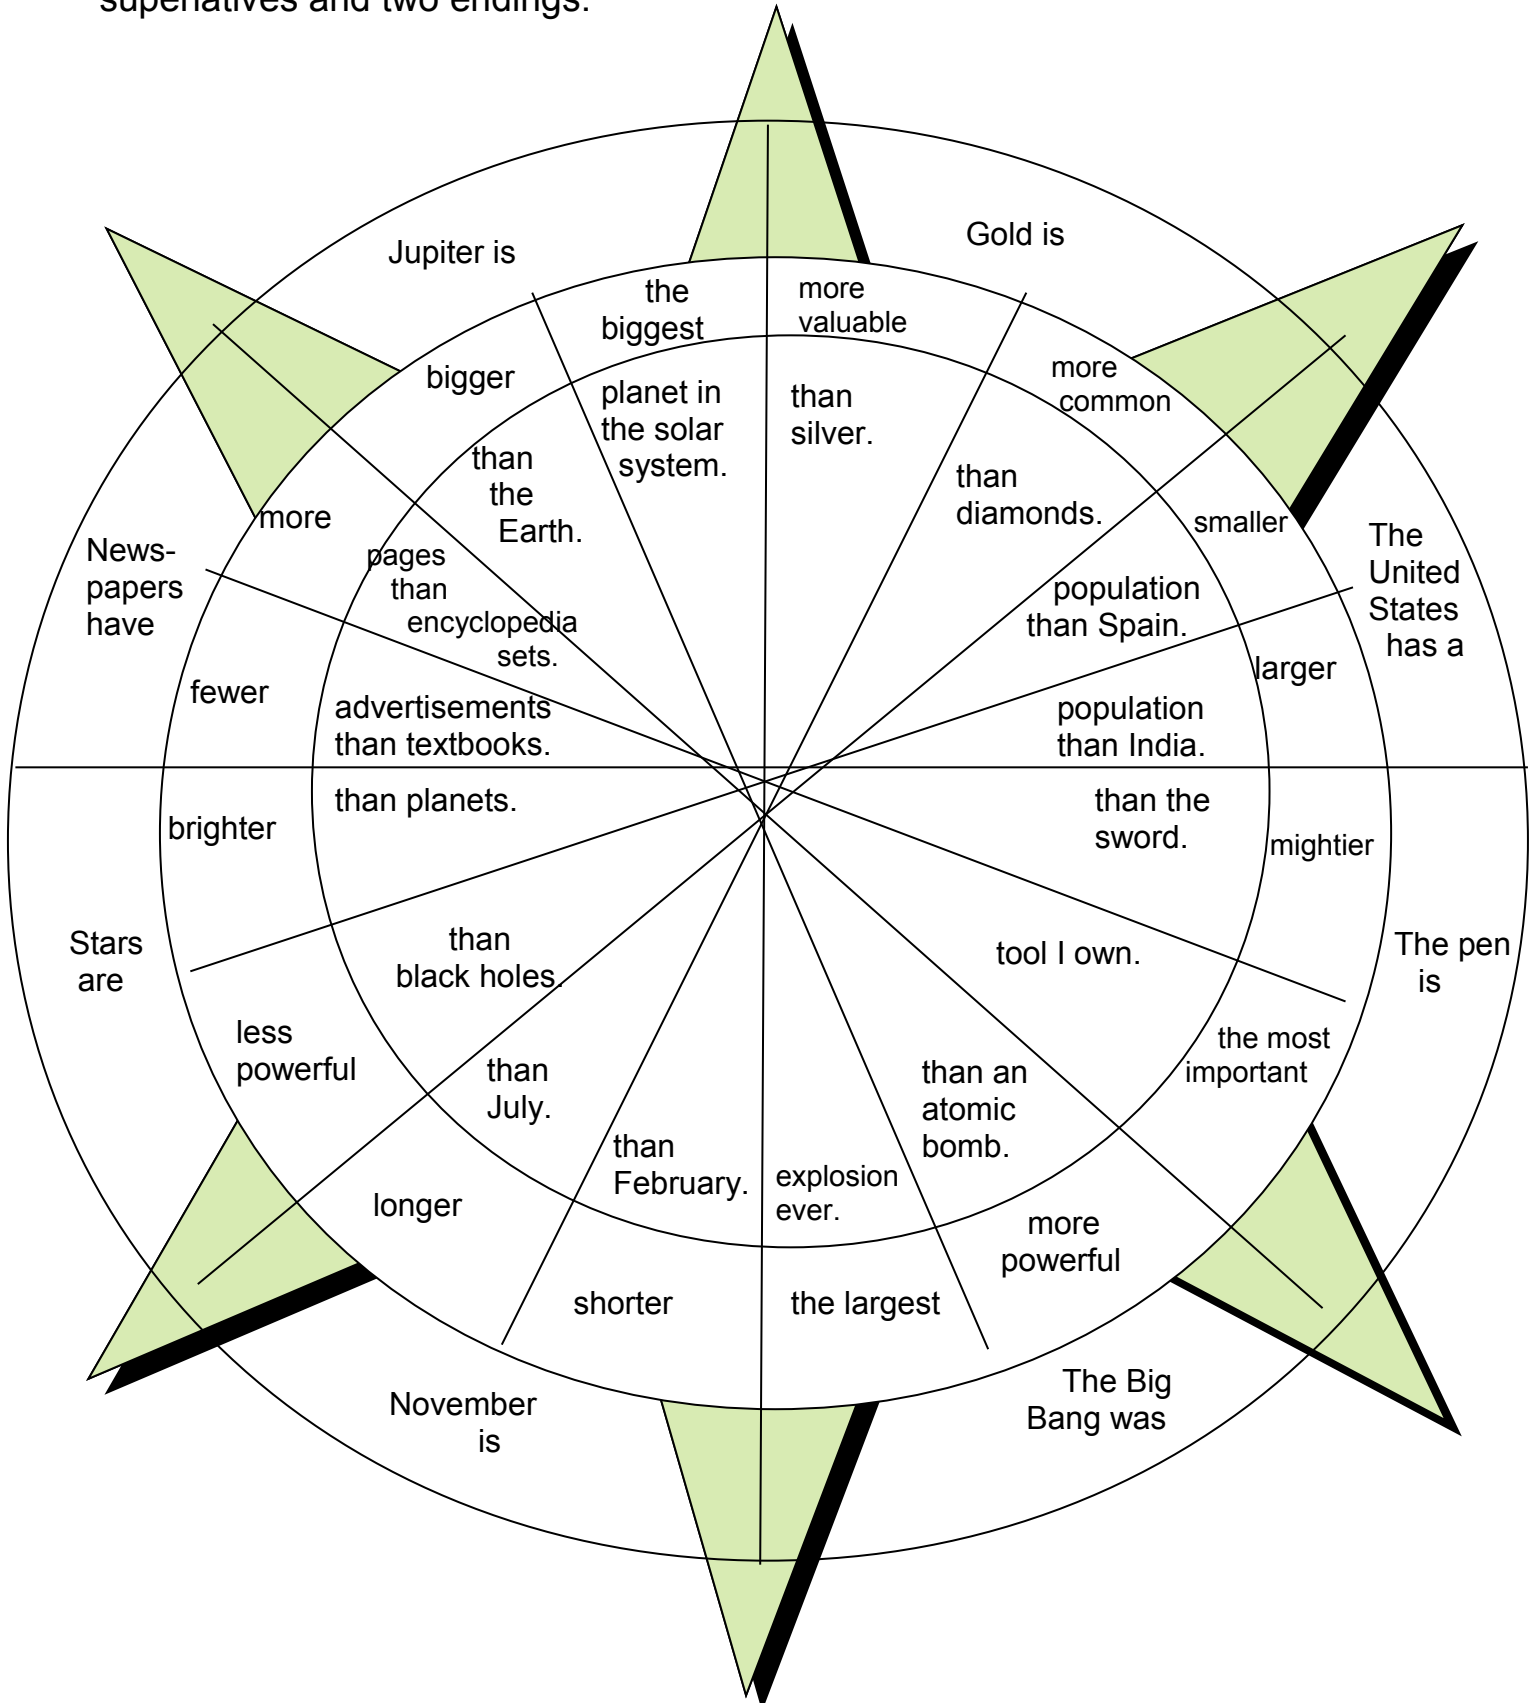 superlatives and two endings.
Jupiter is
Gold is
the
biggest
more
valuable
bigger
more
common
planet in
the solar
system.
than
silver.
than
the
Earth.
than
diamonds.
more
smaller
News-
papers
have
The
United
States
has a
pages
than
encyclopedia
sets.
population
than Spain.
fewer
larger
advertisements
than textbooks.
population
than India.
brighter
than planets.
than the
sword.
mightier
Stars
are
than
black holes.
tool I own.
The pen
is
less
powerful
the most
important
than
July.
than an
atomic
bomb.
than
February.
explosion
ever.
longer
more
powerful
shorter
the largest
November
is
The Big
Bang was